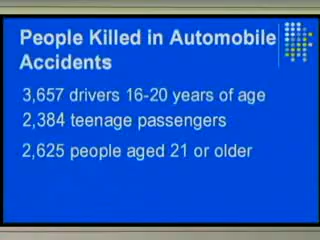 People Killed in Automobile
Accidents
3,657 drivers 16-20 years of age
2,384 teenage passengers
2,625 people aged 21 or older